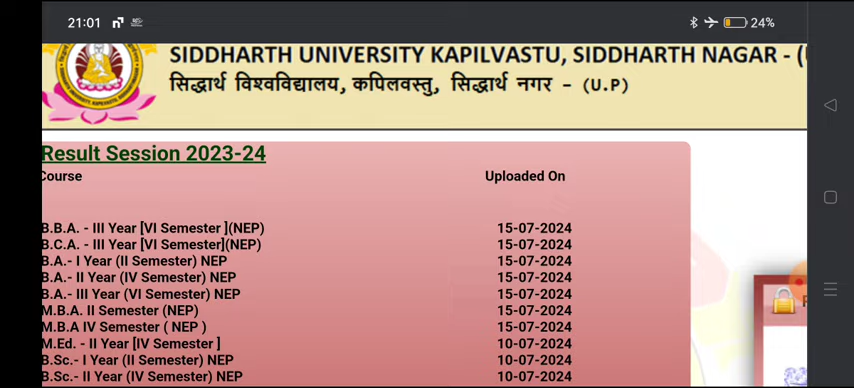 21:01 24%
SIDDHARTH UNIVERSITY KAPILVASTU, SIDDHARTH NAGAR - (
सिद्धार्थ विश्वविद्यालय, कपिलवस्तु, सिद्धार्थ नगर - (U.P)
Result Session 2023-24
Course Uploaded On
B.B.A. - III Year [VI Semester ](NEP) 15-07-2024
B.C.A. - III Year [VI Semester](NEP) 15-07-2024
B.A.- I Year (II Semester) NEP 15-07-2024
B.A.- II Year (IV Semester) NEP 15-07-2024
B.A.- III Year (VI Semester) NEP 15-07-2024
M.B.A. II Semester (NEP) 15-07-2024
M.B.A IV Semester ( NEP ) 15-07-2024
M.Ed. - II Year [IV Semester ] 10-07-2024
B.Sc.- I Year (II Semester) NEP 10-07-2024
B.Sc.- II Year (IV Semester) NEP 10-07-2024